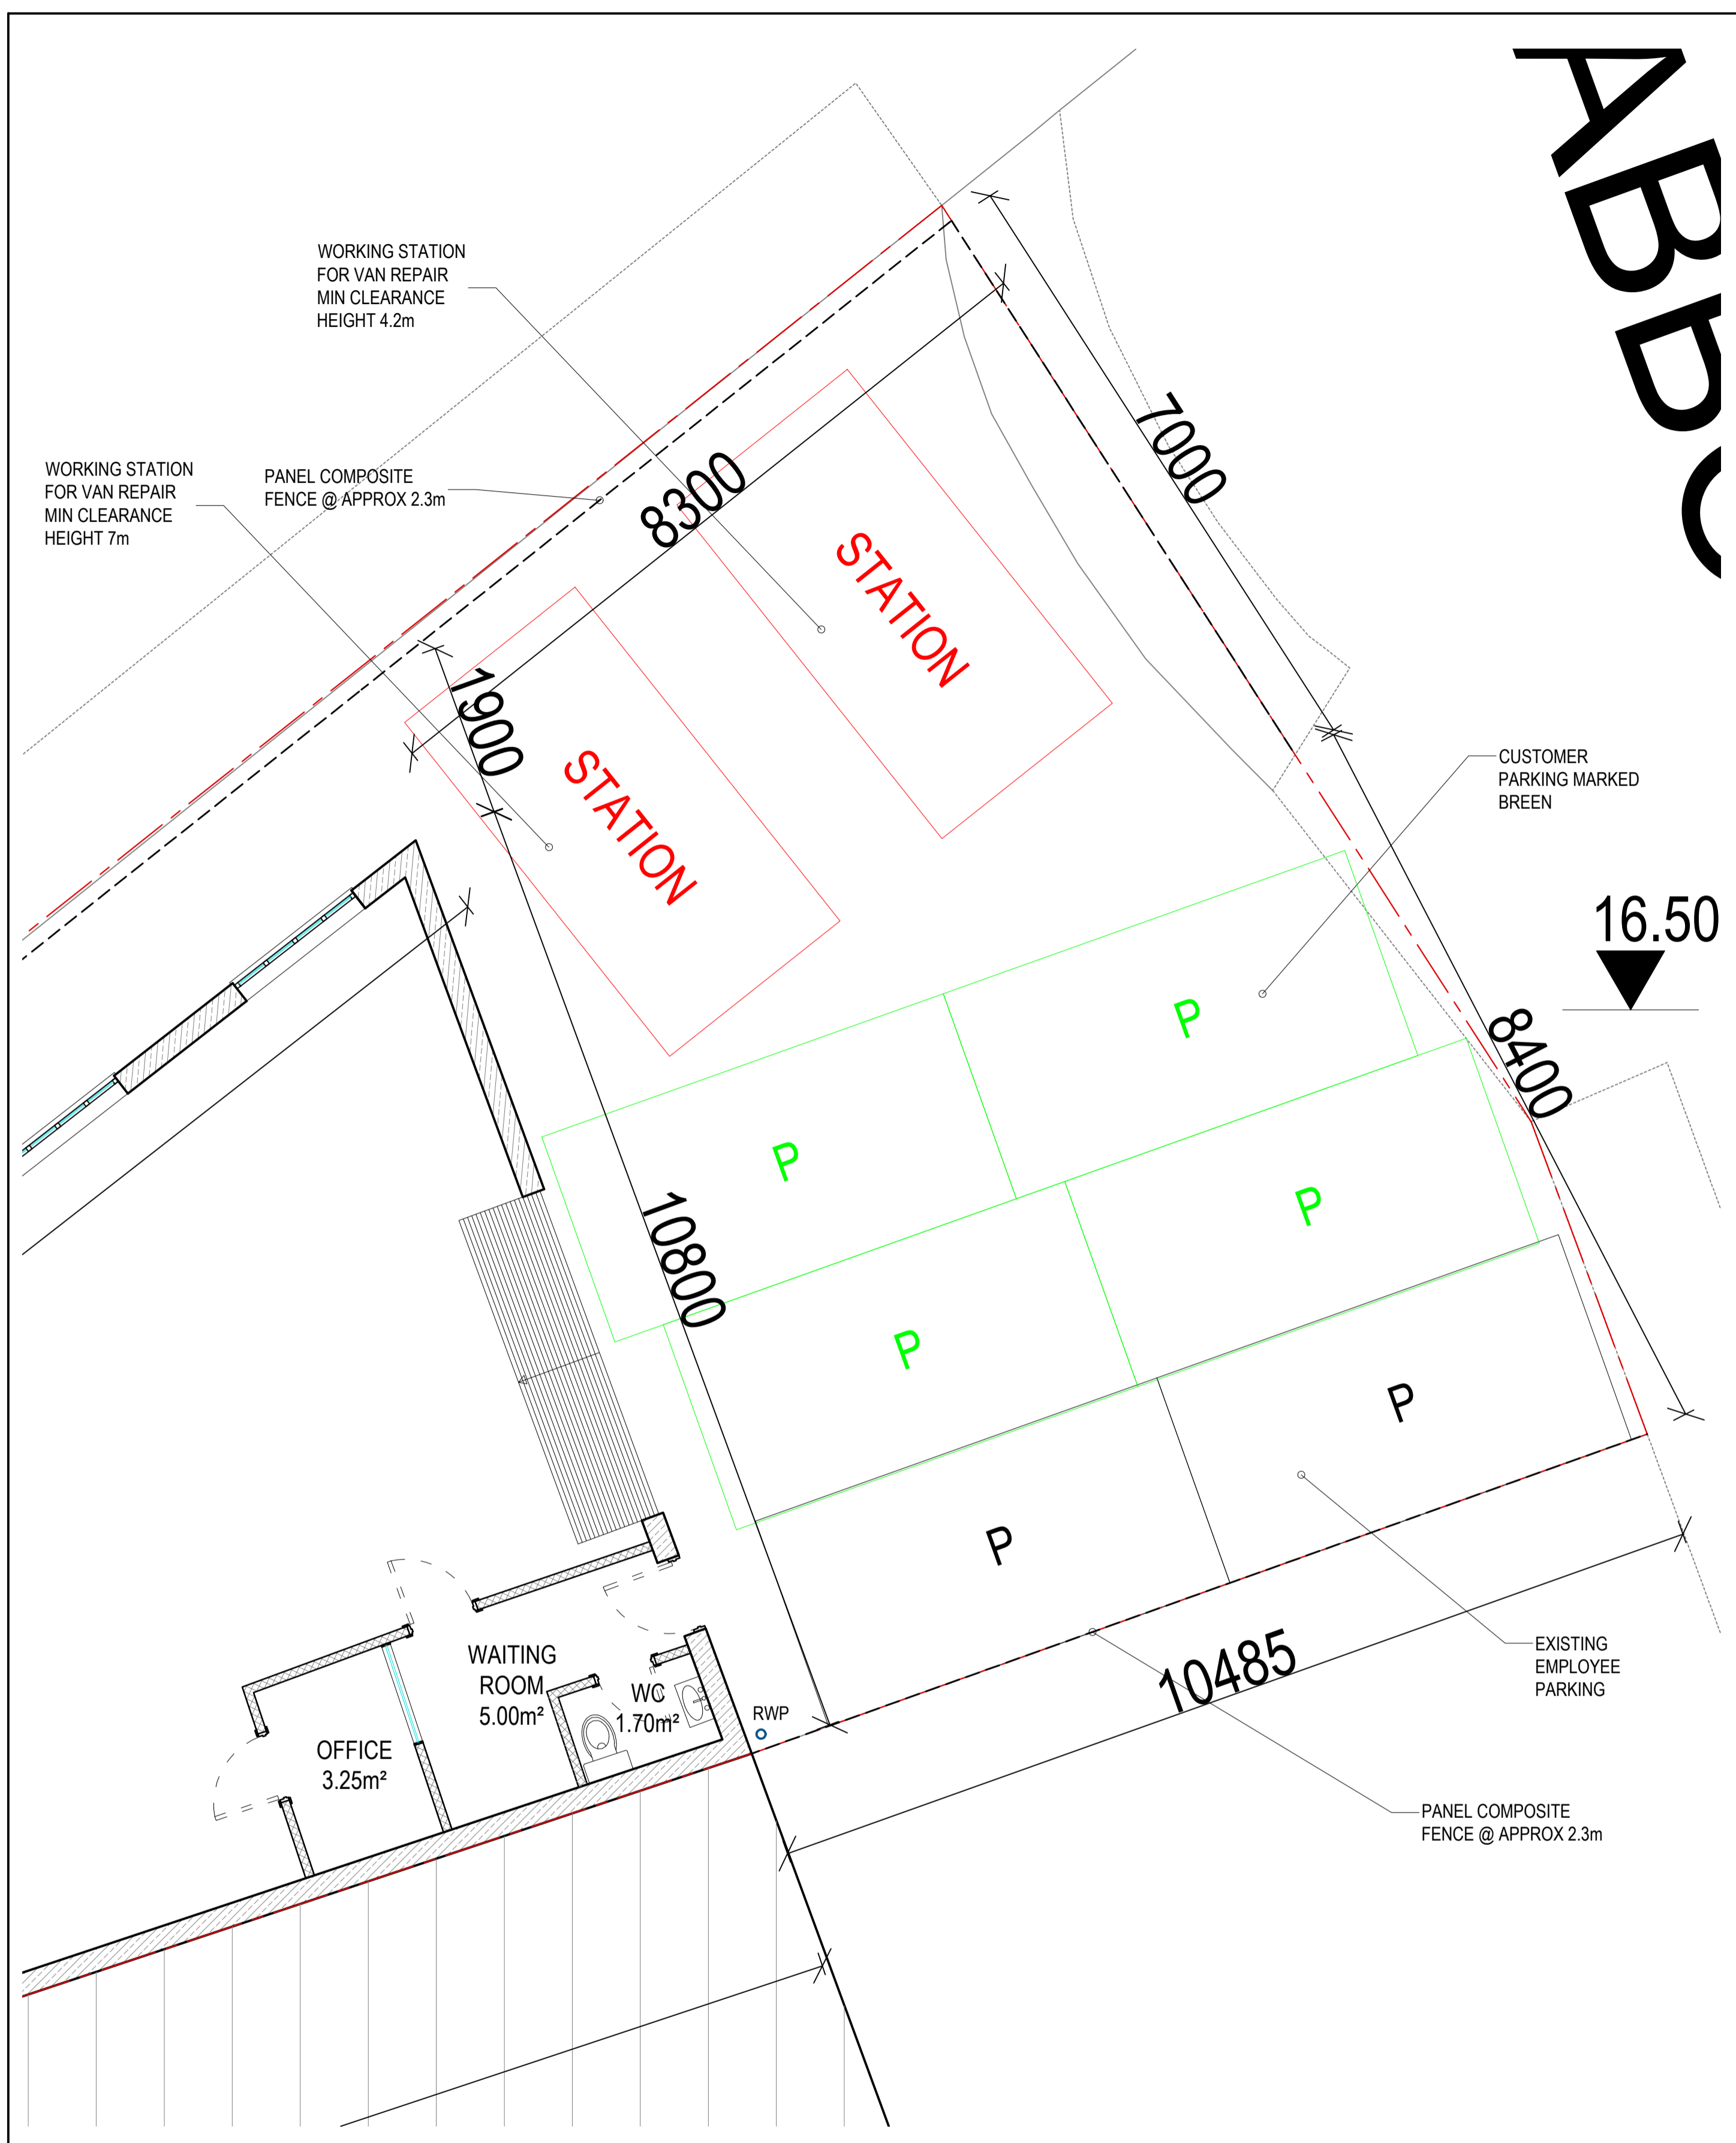 WORKING STATION
FOR VAN REPAIR
MIN CLEARANCE
HEIGHT 4.2m
WORKING STATION
FOR VAN REPAIR
MIN CLEARANCE
HEIGHT 7m
PANEL COMPOSITE
FENCE @ APPROX 2.3m
8300
7000
1900
STATION
STATION
CUSTOMER
PARKING MARKED
BREEN
16.50
8400
10800
P
P
P
P
P
P
10485
WAITING
ROOM
5.00m²
WC
1.70m²
RWP
OFFICE
3.25m²
EXISTING
EMPLOYEE
PARKING
PANEL COMPOSITE
FENCE @ APPROX 2.3m